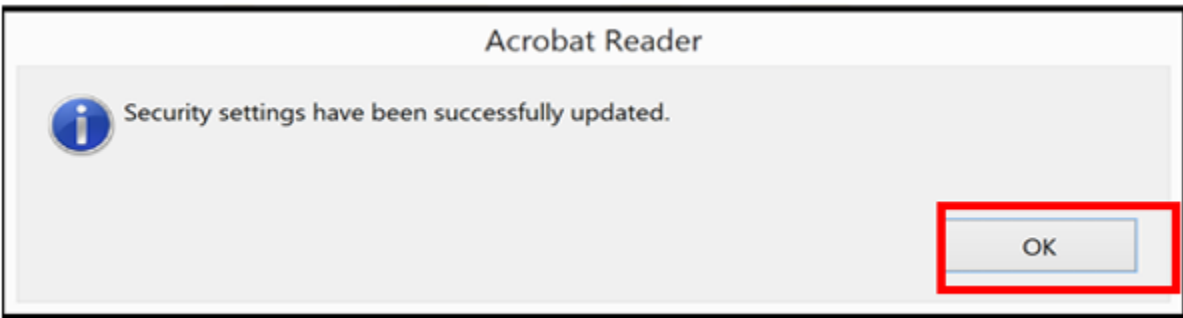 Acrobat Reader
Security settings have been successfully updated.
OK